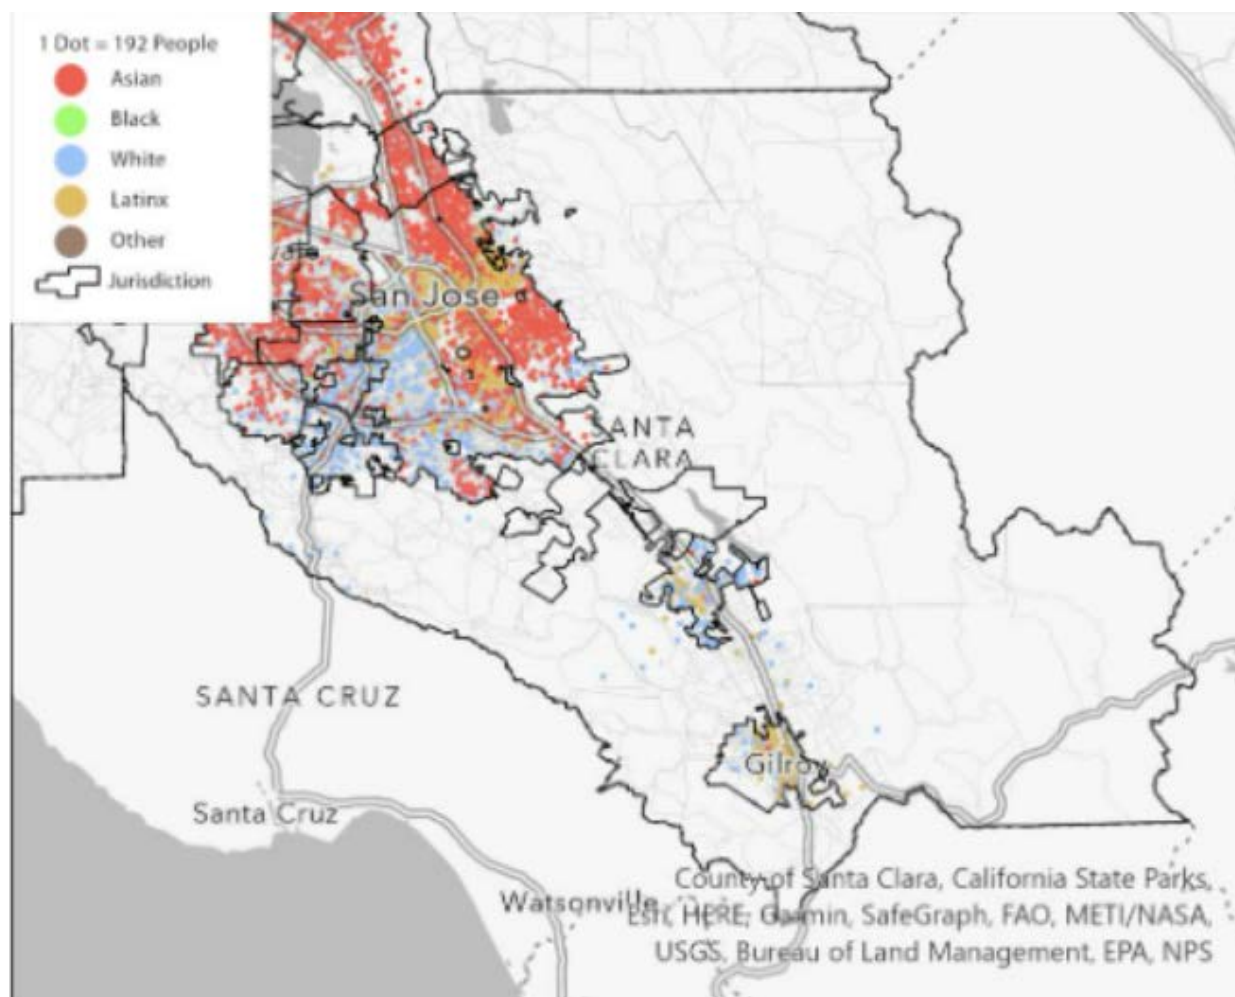 1 Dot = 192 People
Asian
Black
White
Latinx
Other
Jurisdiction
vale
San Jose
SANTA
CLARA
SANTA CRUZ
Gilroy
Santa Cruz
Watsonville
County of Santa Clara, California State Parks,
Esri, HERE, Garmin, SafeGraph, FAO, METI/NASA,
USGS, Bureau of Land Management, EPA, NPS